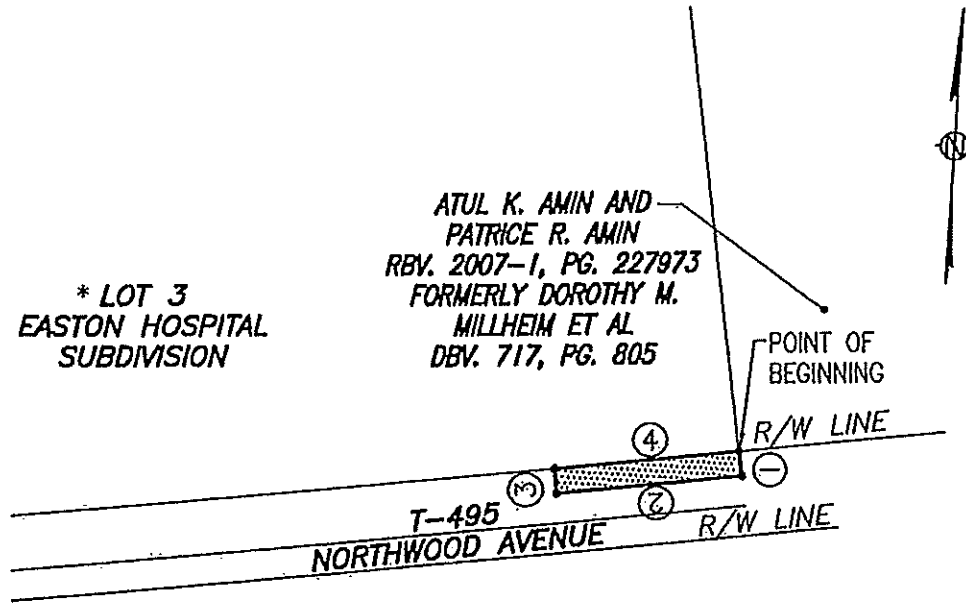 N
ATUL K. AMIN AND
PATRICE R. AMIN
RBV. 2007-1, PG. 227973
FORMERLY DOROTHY M.
MILLHEIM ET AL
DBV. 717, PG. 805
* LOT 3
EASTON HOSPITAL
SUBDIVISION
POINT OF
BEGINNING
R/W LINE
4
1
3
2
T-495
NORTHWOOD AVENUE
R/W LINE